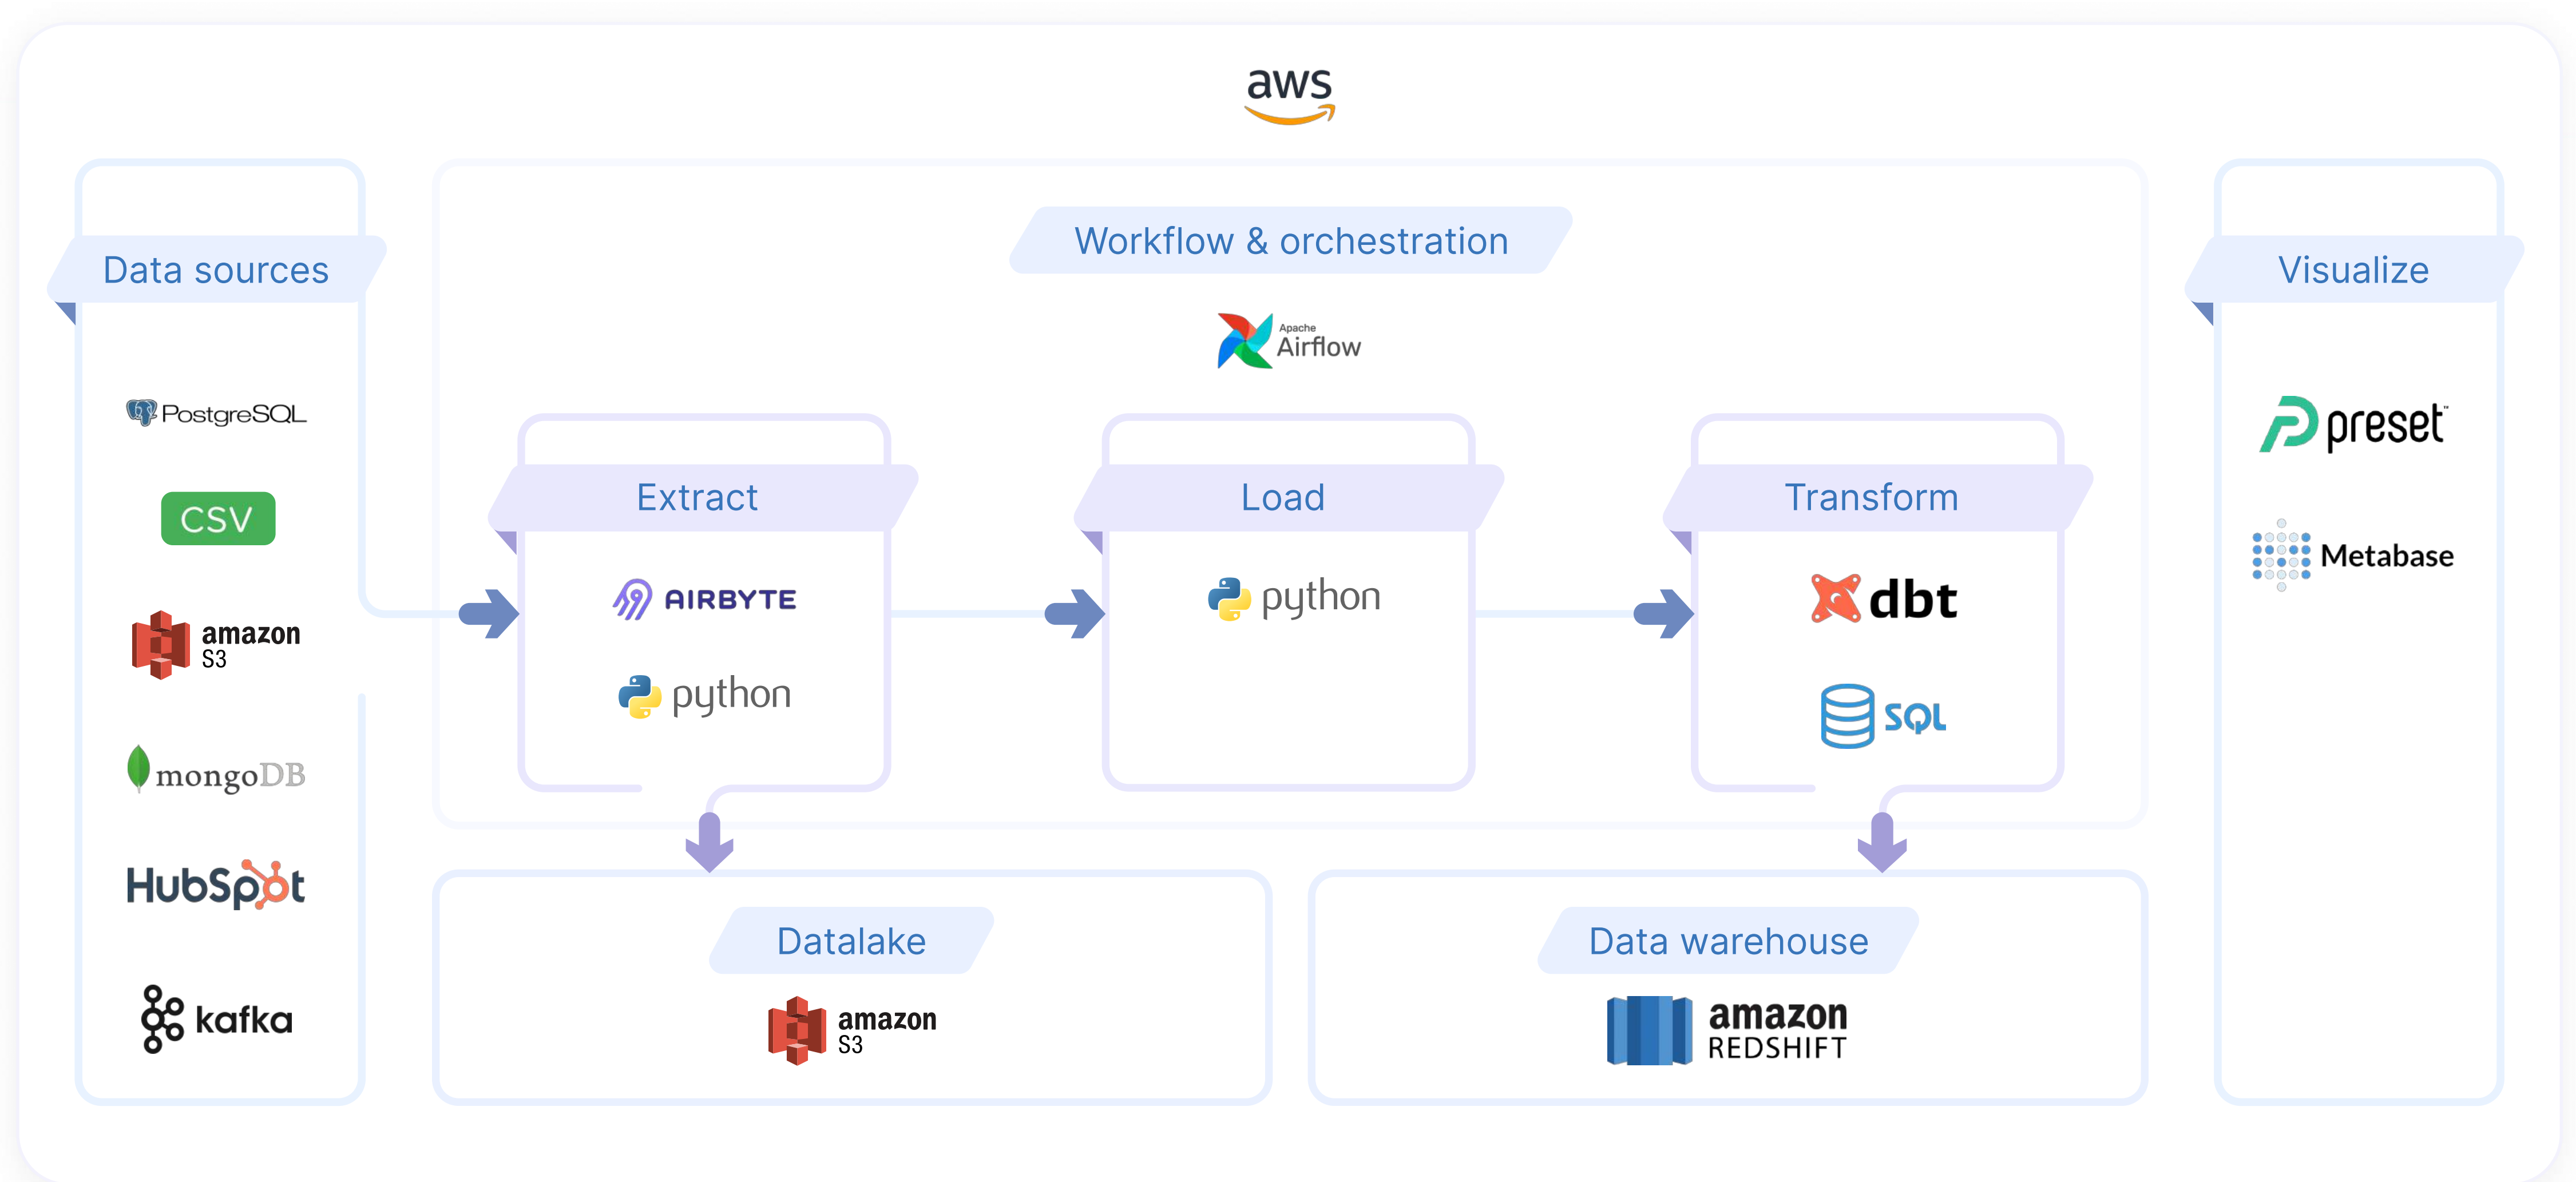 aws
Data sources
PostgreSQL
CSV
amazon
S3
mongoDB
HubSpot
kafka
Workflow & orchestration
Apache
Airflow
Extract
AIRBYTE
python
Load
python
Transform
dbt
SQL
Datalake
amazon
S3
Data warehouse
amazon
REDSHIFT
Visualize
preset™
Metabase